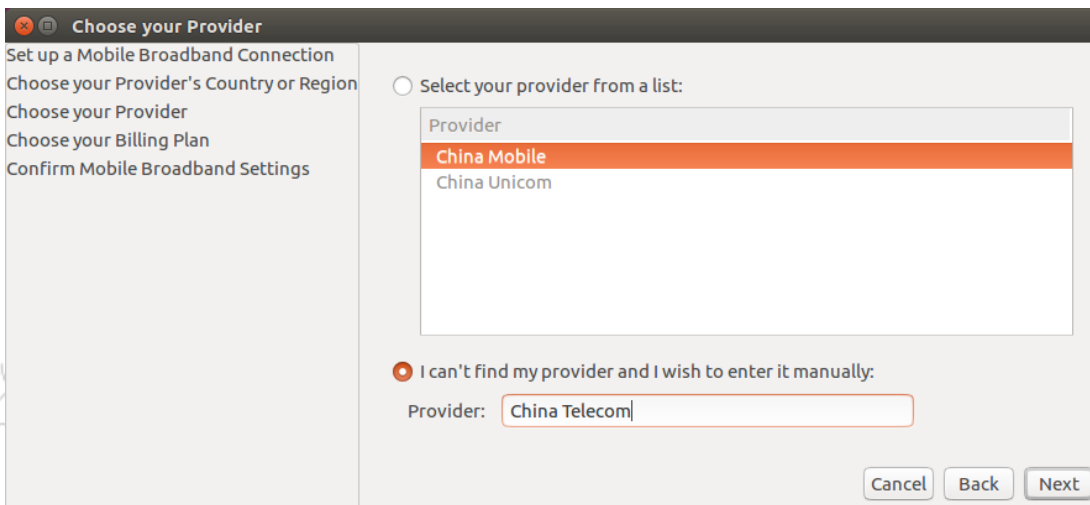 Choose your Provider
Set up a Mobile Broadband Connection
Choose your Provider's Country or Region
Choose your Provider
Choose your Billing Plan
Confirm Mobile Broadband Settings
Select your provider from a list:
Provider
China Mobile
China Unicom
I can't find my provider and I wish to enter it manually:
Provider: China Telecom
Cancel Back Next